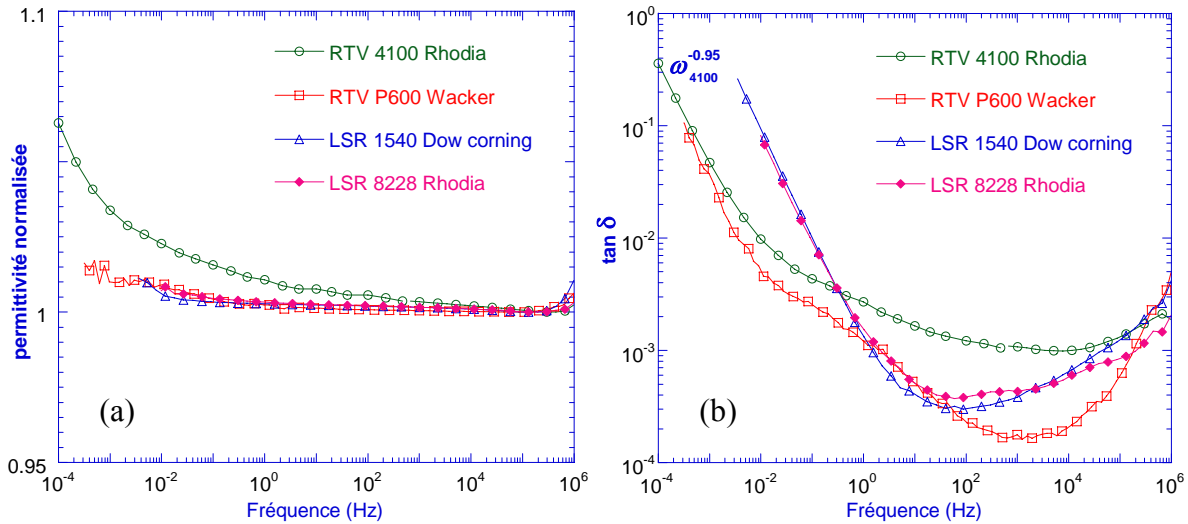 1.1
1
0.95
permittivité normalisée
RTV 4100 Rhodia
RTV P600 Wacker
LSR 1540 Dow corning
LSR 8228 Rhodia
(a)
10⁻⁴ 10⁻² 10⁰ 10² 10⁴ 10⁶
Fréquence (Hz)
10⁰
10⁻¹
10⁻²
10⁻³
10⁻⁴
tan δ
ω₄₁₀₀^-0.95
RTV 4100 Rhodia
RTV P600 Wacker
LSR 1540 Dow corning
LSR 8228 Rhodia
(b)
10⁻⁴ 10⁻² 10⁰ 10² 10⁴ 10⁶
Fréquence (Hz)